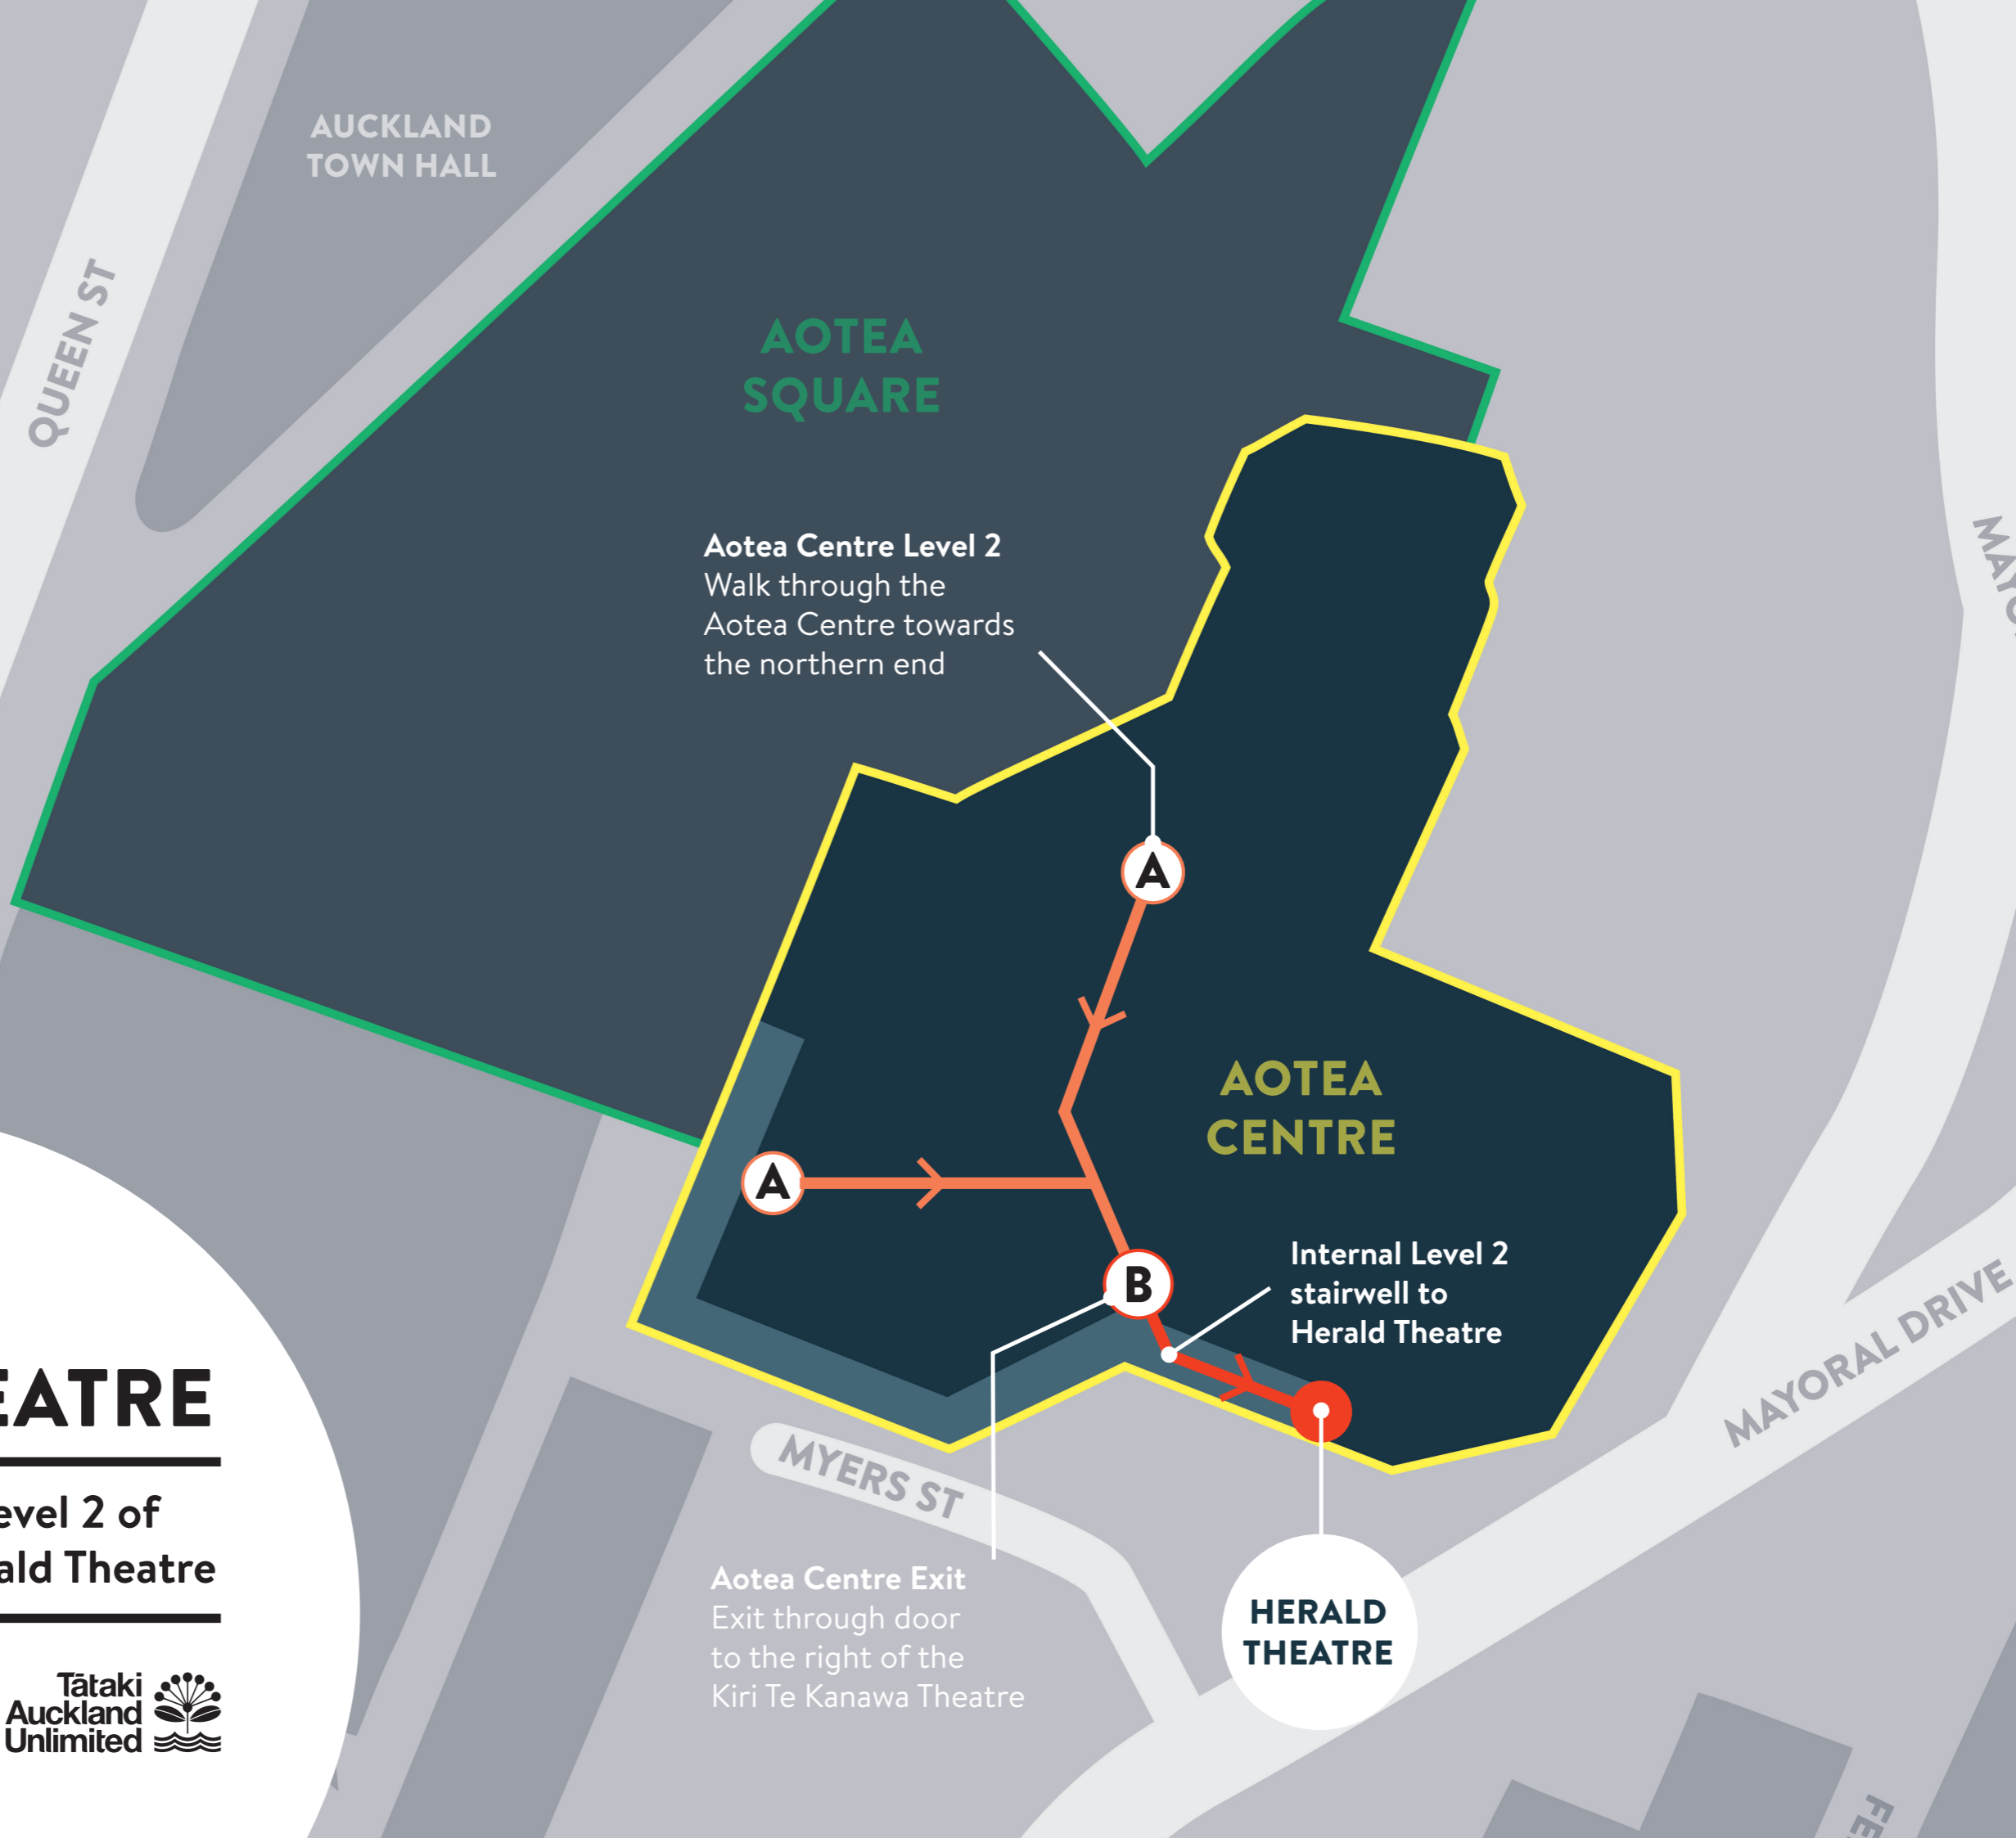 AUCKLAND
TOWN HALL
QUEEN ST
AOTEA
SQUARE
Aotea Centre Level 2
Walk through the
Aotea Centre towards
the northern end
A
AOTEA
CENTRE
A
B
Internal Level 2
stairwell to
Herald Theatre
MAYORAL DRIVE
MYERS ST
Aotea Centre Exit
Exit through door
to the right of the
Kiri Te Kanawa Theatre
HERALD
THEATRE
EATRE
evel 2 of
ald Theatre
Tātaki
Auckland
Unlimited